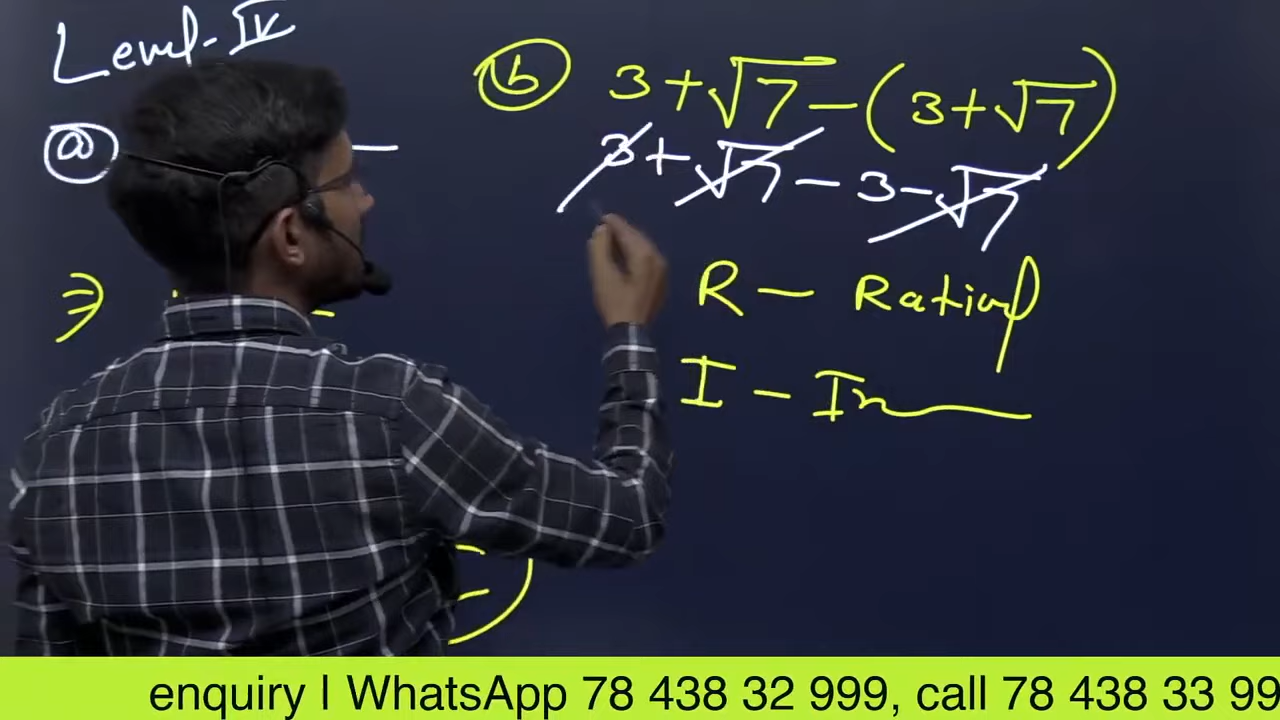 Level-IV
(a) —
(b) 3+√7-(3+√7)
3+√7-3-√7
R - Rational
I - Irr
enquiry I WhatsApp 78 438 32 999, call 78 438 33 99